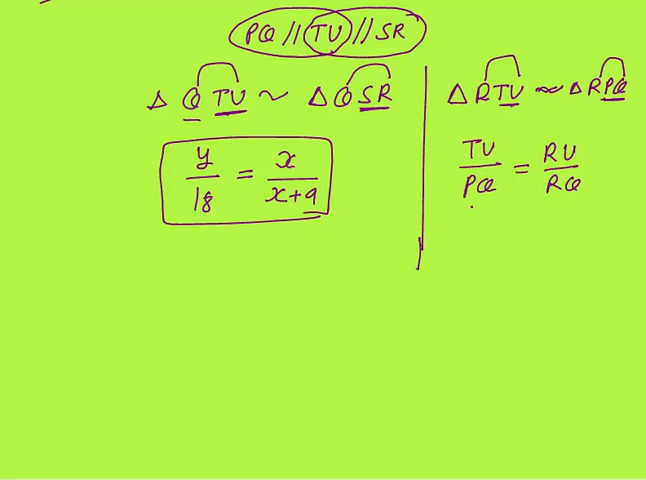 PQ // TU // SR
Δ QTU ~ Δ QSR
y/18 = x/(x+9)
Δ RTU ~ Δ RPQ
TU/PQ = RU/RQ